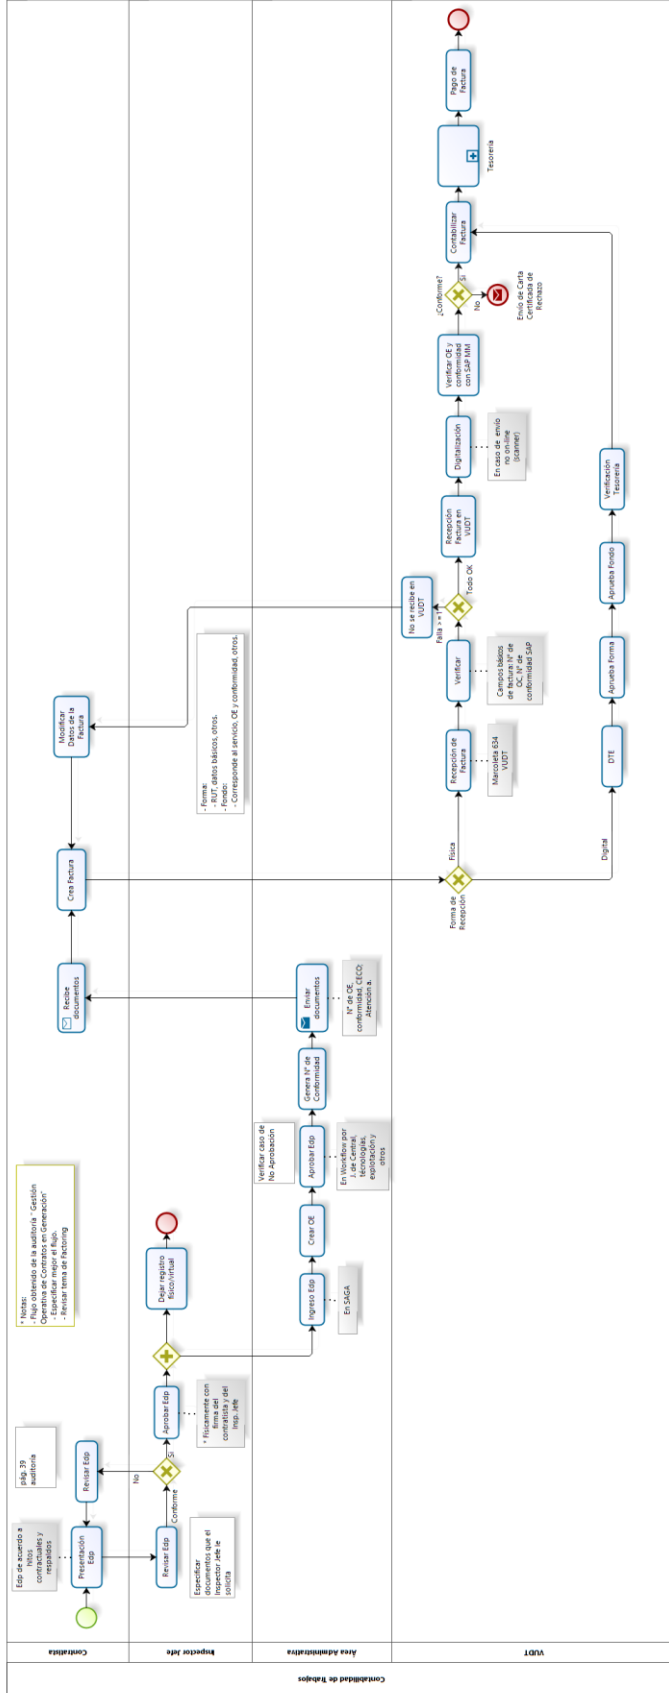 Contabilidad de Trabajos
Contratista
Inspector Jefe
Área Administrativa
VUDT
Edp de acuerdo a
hitos
contractuales y
respaldos
Presentación
Edp
Revisar Edp
pág. 39
auditoría
* Notas:
- Flujo obtenido de la auditoría " Gestión
Operativa de Contratos en Generación"
- Especificar mejor el flujo.
- Revisar tema de Factoring
Recibe
documentos
Crea Factura
Modificar
Datos de la
Factura
Especificar
documentos que el
Inspector Jefe le
solicita
Revisar Edp
Conforme
No
Si
Aprobar Edp
* Físicamente con
firma del
contratista y del
Insp. Jefe
Dejar registro
físico/virtual
Ingreso Edp
En SAGA
Crear OE
Verificar caso de
No Aprobación
Aprobar Edp
En Workflow por
J. de Central,
técnologías,
explotación y
otros
Genera N° de
Conformidad
Enviar
documentos
N° de OE,
conformidad, CECO;
Atención a.
- Forma:
- RUT, datos básicos, otros.
- Fondo:
- Corresponde al servicio, OE y conformidad, otros.
Forma de
Recepción
Física
Digital
Recepción de
Factura
Marcoleta 634
VUDT
Verificar
Campos básicos
de factura: N° de
OC, N° de
conformidad SAP
Falla >= 1
No se recibe en
VUDT
Todo OK
Recepción
Factura en
VUDT
Digitalización
En caso de envío
no on-line
(scanner)
Verificar OE y
conformidad
con SAP MM
¿Conforme?
Si
No
Envío de Carta
Certificada de
Rechazo
Contabilizar
Factura
Tesorería
Pago de
Factura
DTE
Aprueba Forma
Aprueba Fondo
Verificación
Tesorería